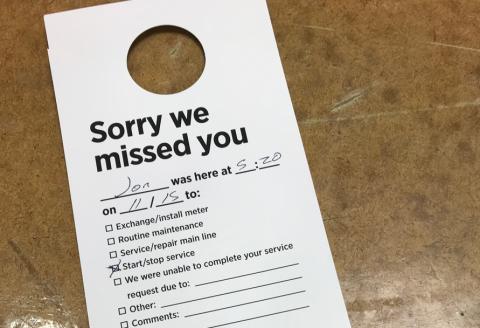 Sorry we
missed you
Jon was here at 5:20
on 11/15 to:
Exchange/install meter
Routine maintenance
Service/repair main line
Start/stop service
We were unable to complete your service
request due to:
Other:
Comments: